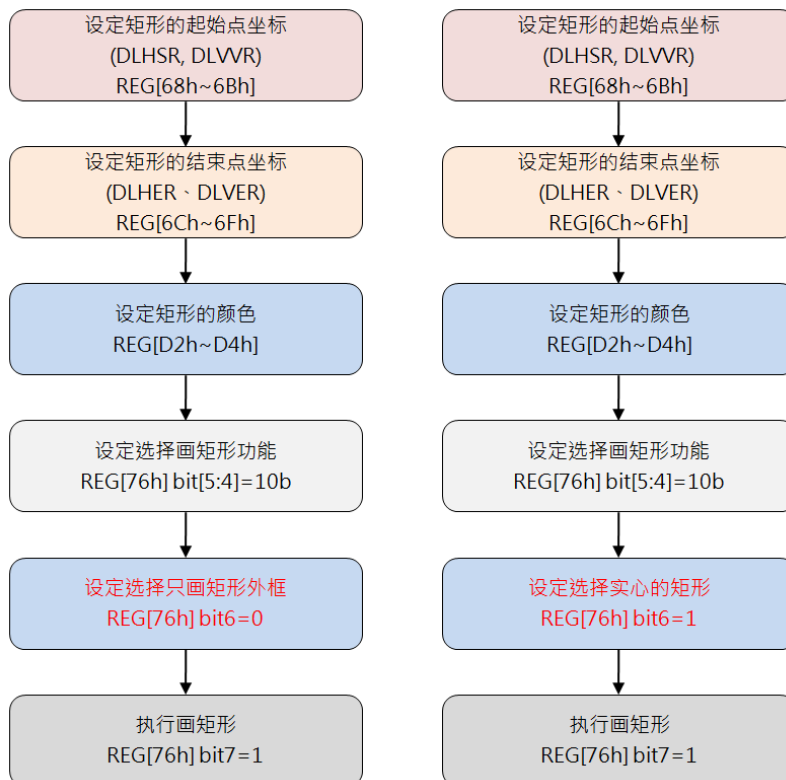 设定矩形的起始点坐标
(DLHSR, DLVVR)
REG[68h~6Bh]
设定矩形的结束点坐标
(DLHER、DLVER)
REG[6Ch~6Fh]
设定矩形的颜色
REG[D2h~D4h]
设定选择画矩形功能
REG[76h] bit[5:4]=10b
设定选择只画矩形外框
REG[76h] bit6=0
执行画矩形
REG[76h] bit7=1
设定矩形的起始点坐标
(DLHSR, DLVVR)
REG[68h~6Bh]
设定矩形的结束点坐标
(DLHER、DLVER)
REG[6Ch~6Fh]
设定矩形的颜色
REG[D2h~D4h]
设定选择画矩形功能
REG[76h] bit[5:4]=10b
设定选择实心的矩形
REG[76h] bit6=1
执行画矩形
REG[76h] bit7=1